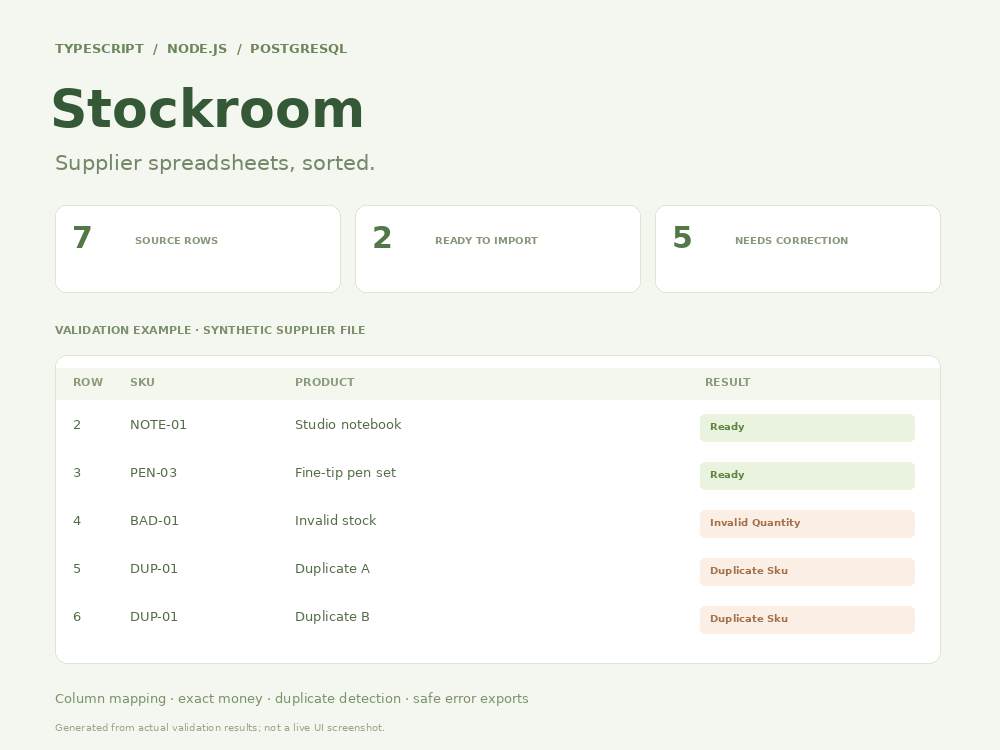 TYPESCRIPT / NODE.JS / POSTGRESQL
Stockroom
Supplier spreadsheets, sorted.
7 SOURCE ROWS 2 READY TO IMPORT 5 NEEDS CORRECTION
VALIDATION EXAMPLE · SYNTHETIC SUPPLIER FILE
ROW SKU PRODUCT RESULT
2 NOTE-01 Studio notebook Ready
3 PEN-03 Fine-tip pen set Ready
4 BAD-01 Invalid stock Invalid Quantity
5 DUP-01 Duplicate A Duplicate Sku
6 DUP-01 Duplicate B Duplicate Sku
Column mapping · exact money · duplicate detection · safe error exports
Generated from actual validation results; not a live UI screenshot.